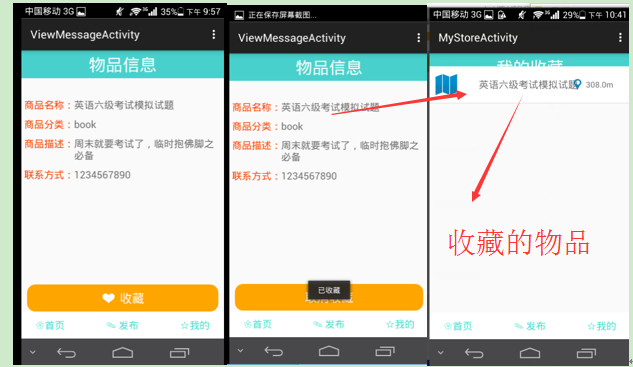 中国移动 3G 35% 下午 9:57
ViewMessageActivity
物品信息
商品名称：英语六级考试模拟试题
商品分类：book
商品描述：周末就要考试了，临时抱佛脚之
必备
联系方式：1234567890
收藏
首页 发布 ☆我的
正在保存屏幕截图...
ViewMessageActivity
物品信息
商品名称：英语六级考试模拟试题
商品分类：book
商品描述：周末就要考试了，临时抱佛脚之
必备
联系方式：1234567890
已收藏
取消收藏
首页 发布 ☆我的
中国移动 3G 29% 下午 10:41
MyStoreActivity
我的收藏
英语六级考试模拟试题 308.0m
收藏的物品
首页 发布 ☆我的